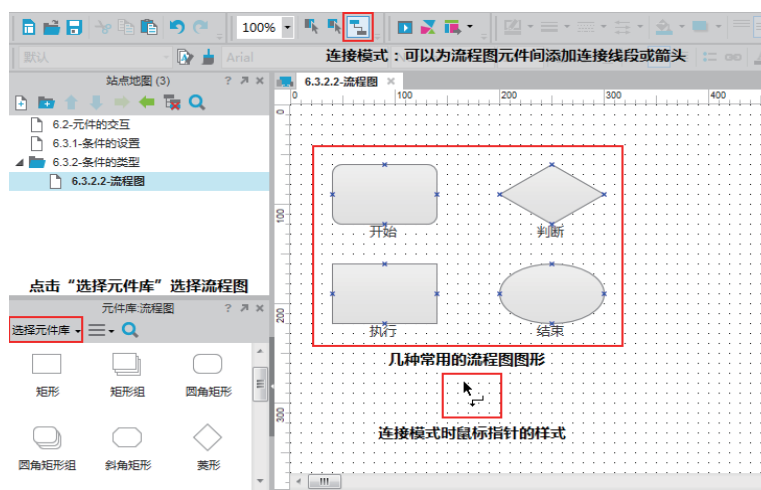 100%
默认
Arial
连接模式：可以为流程图元件间添加连接线段或箭头
站点地图 (3)
6.3.2.2-流程图
0 100 200 300 400
6.2-元件的交互
6.3.1-条件的设置
6.3.2-条件的类型
6.3.2.2-流程图
0
100
200
300
开始
判断
执行
结束
几种常用的流程图图形
连接模式时鼠标指针的样式
点击“选择元件库”选择流程图
元件库:流程图
选择元件库
矩形
矩形组
圆角矩形
圆角矩形组
斜角矩形
菱形